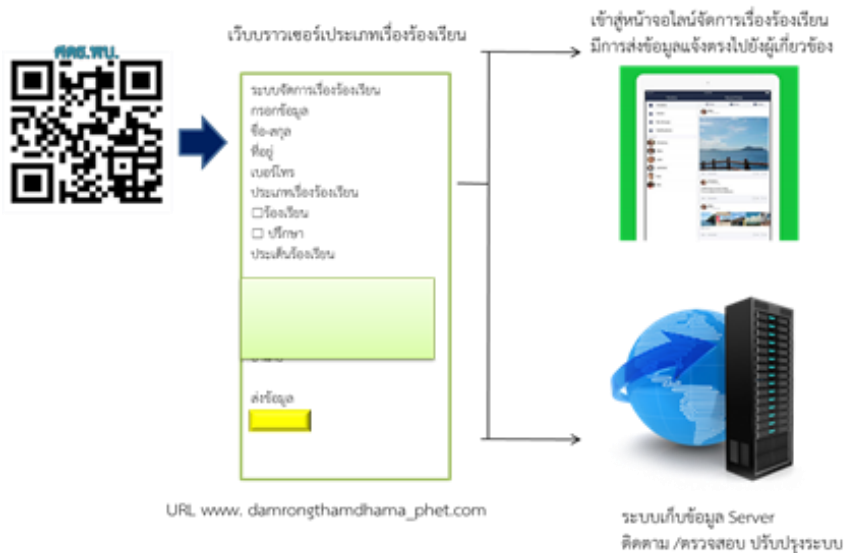 ศดธ.พบ.
เว็บบราวเซอร์เประเภทเรื่องร้องเรียน
ระบบจัดการเรื่องร้องเรียน
กรอกข้อมูล
ชื่อ-สกุล
ที่อยู่
เบอร์โทร
ประเภทเรื่องร้องเรียน
☐ร้องเรียน
☐ ปรึกษา
ประเด็นร้องเรียน
ส่งข้อมูล
URL www. damrongthamdhama_phet.com
เข้าสู่หน้าจอไลน์จัดการเรื่องร้องเรียน
มีการส่งข้อมูลแจ้งตรงไปยังผู้เกี่ยวข้อง
ระบบเก็บข้อมูล Server
ติดตาม /ตรวจสอบ ปรับปรุงระบบ